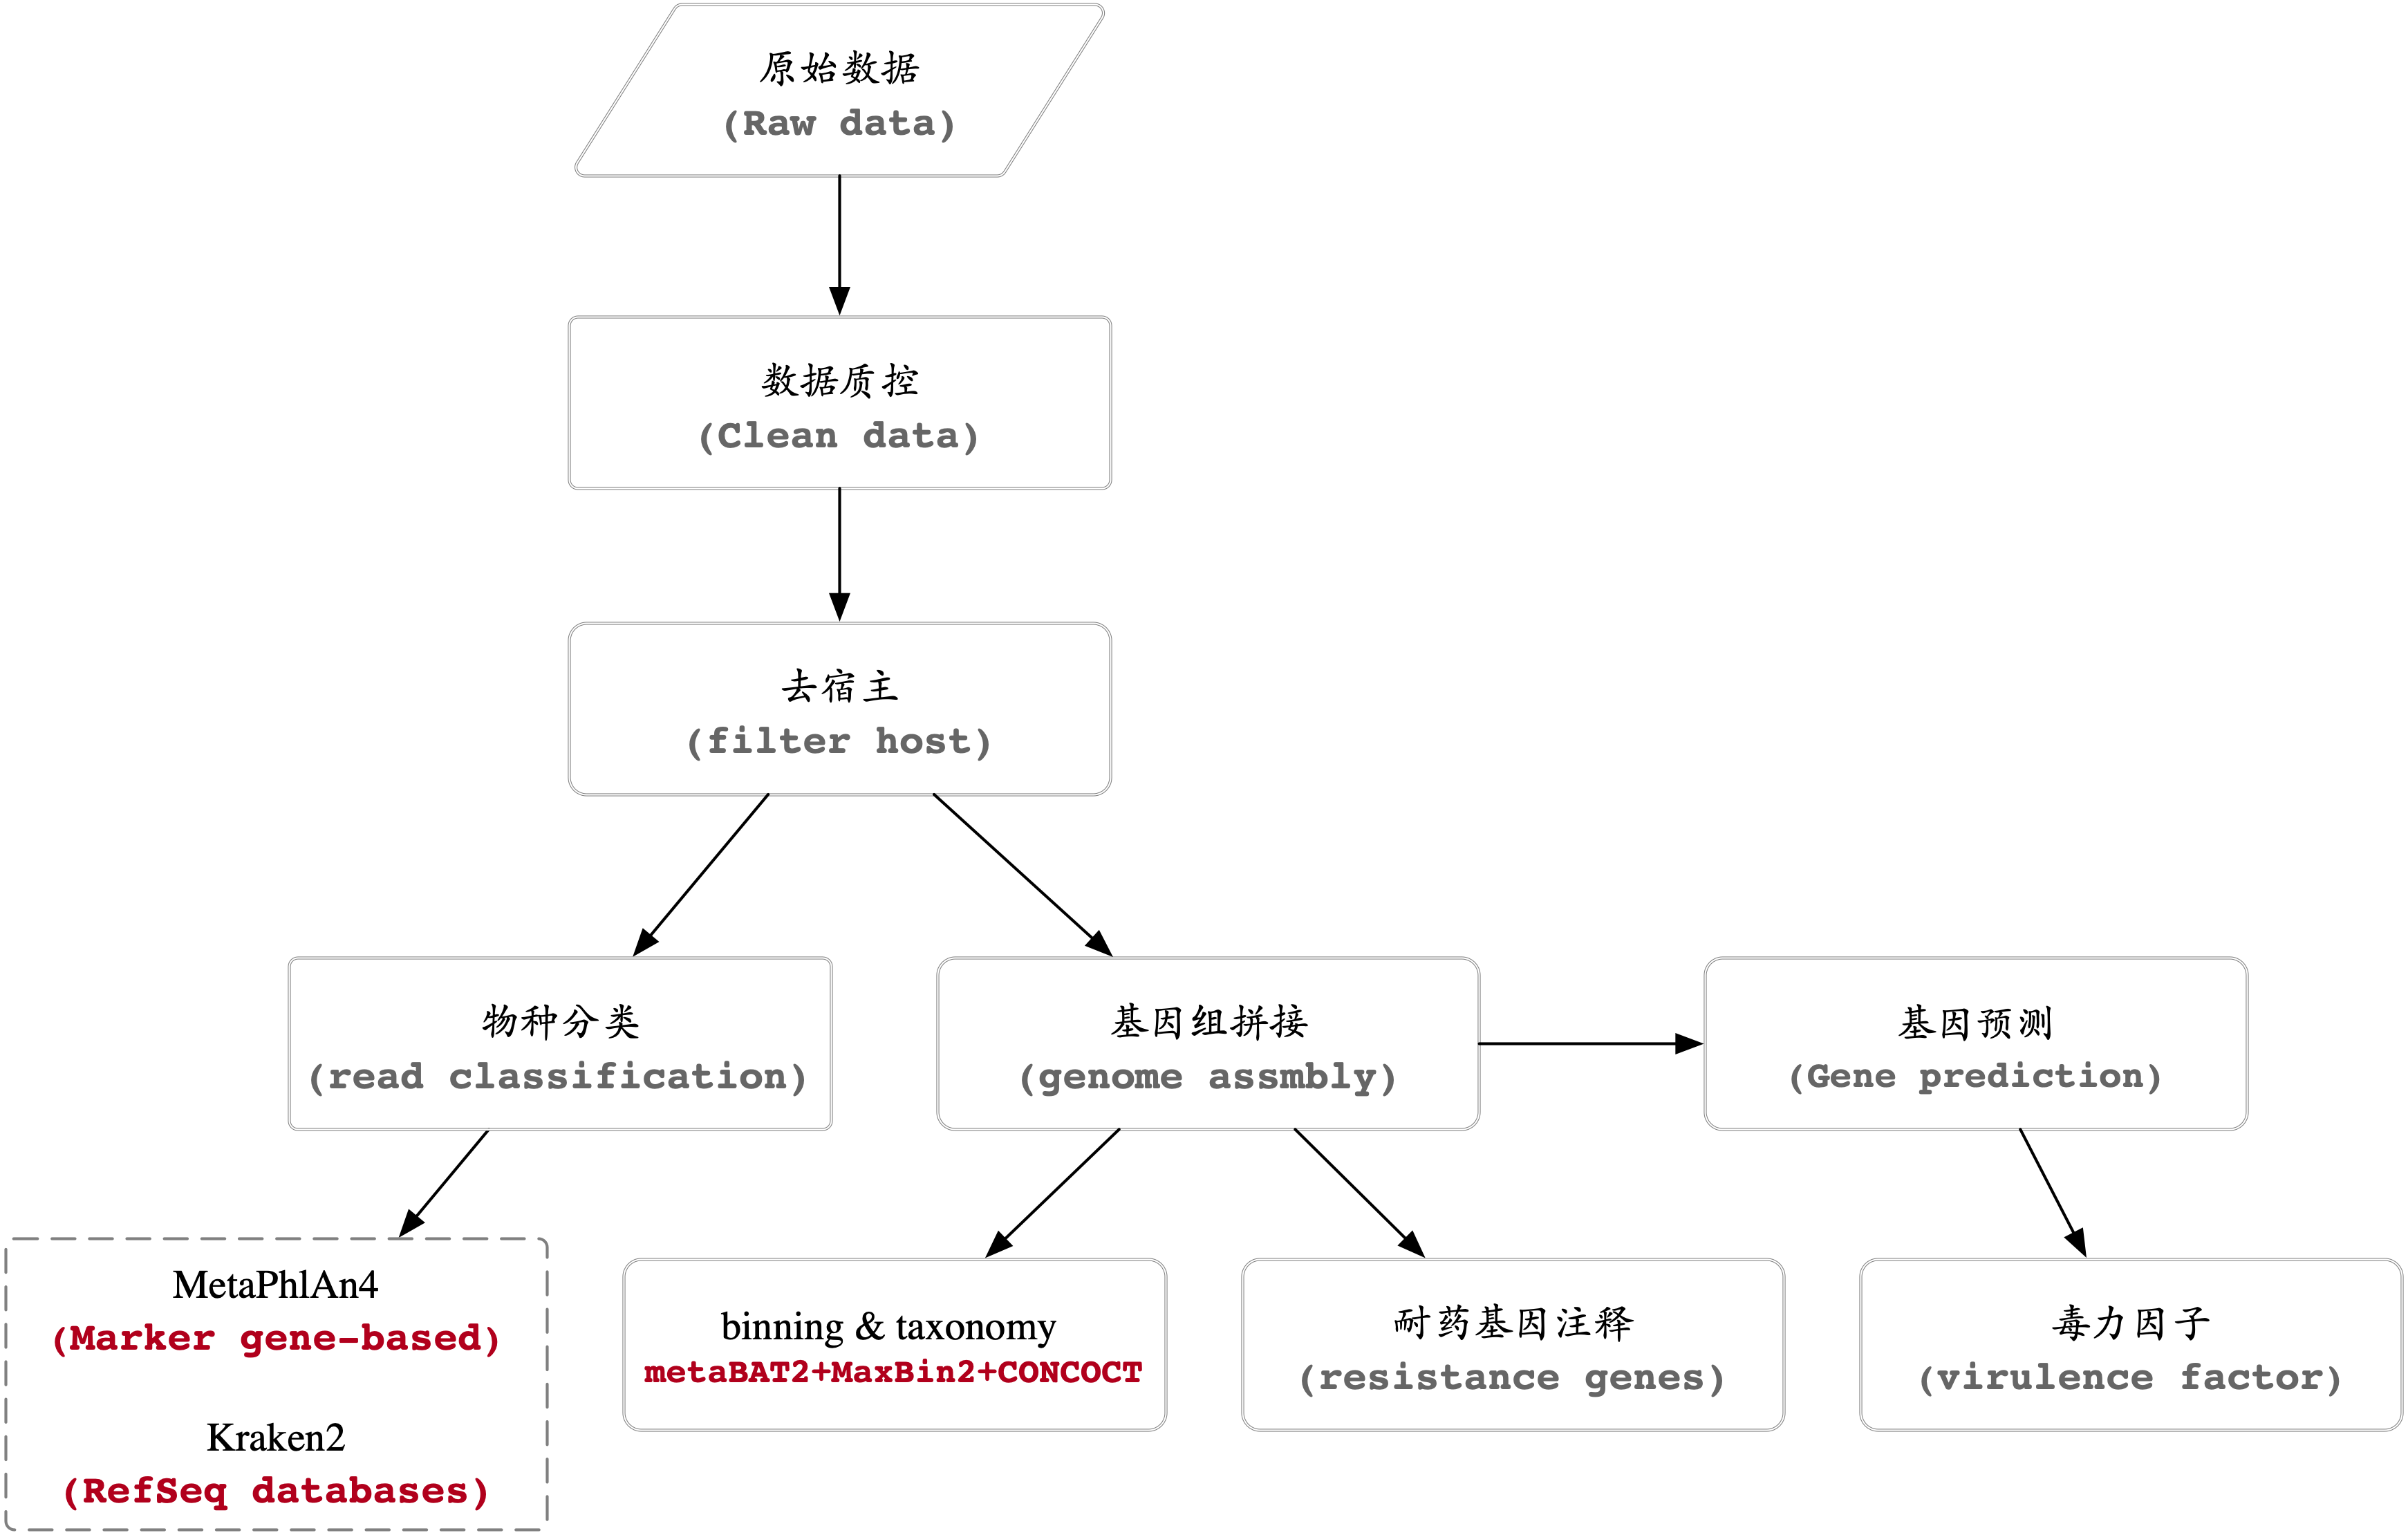 原始数据
(Raw data)
数据质控
(Clean data)
去宿主
(filter host)
物种分类
(read classification)
基因组拼接
(genome assmbly)
基因预测
(Gene prediction)
MetaPhlAn4
(Marker gene-based)
Kraken2
(RefSeq databases)
binning & taxonomy
metaBAT2+MaxBin2+CONCOCT
耐药基因注释
(resistance genes)
毒力因子
(virulence factor)